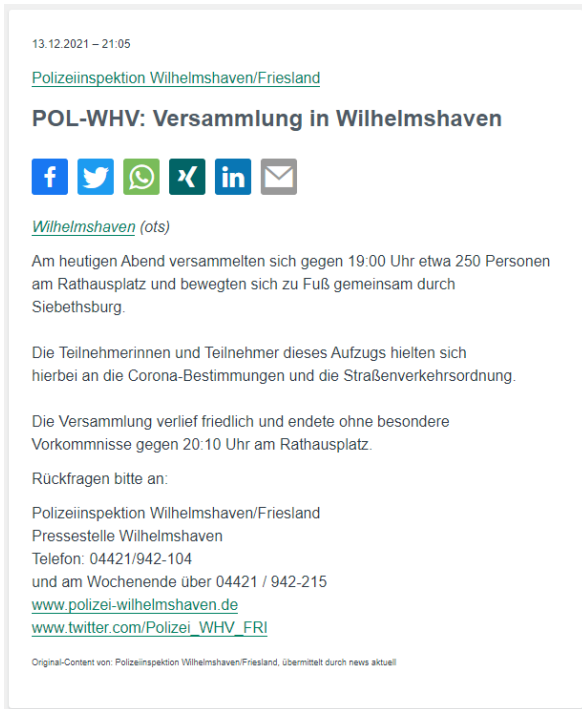 13.12.2021 – 21:05
Polizeiinspektion Wilhelmshaven/Friesland
POL-WHV: Versammlung in Wilhelmshaven
Wilhelmshaven (ots)
Am heutigen Abend versammelten sich gegen 19:00 Uhr etwa 250 Personen
am Rathausplatz und bewegten sich zu Fuß gemeinsam durch
Siebethsburg.
Die Teilnehmerinnen und Teilnehmer dieses Aufzugs hielten sich
hierbei an die Corona-Bestimmungen und die Straßenverkehrsordnung.
Die Versammlung verlief friedlich und endete ohne besondere
Vorkommnisse gegen 20:10 Uhr am Rathausplatz.
Rückfragen bitte an:
Polizeiinspektion Wilhelmshaven/Friesland
Pressestelle Wilhelmshaven
Telefon: 04421/942-104
und am Wochenende über 04421 / 942-215
www.polizei-wilhelmshaven.de
www.twitter.com/Polizei_WHV_FRI
Original-Content von: Polizeiinspektion Wilhelmshaven/Friesland, übermittelt durch news aktuell